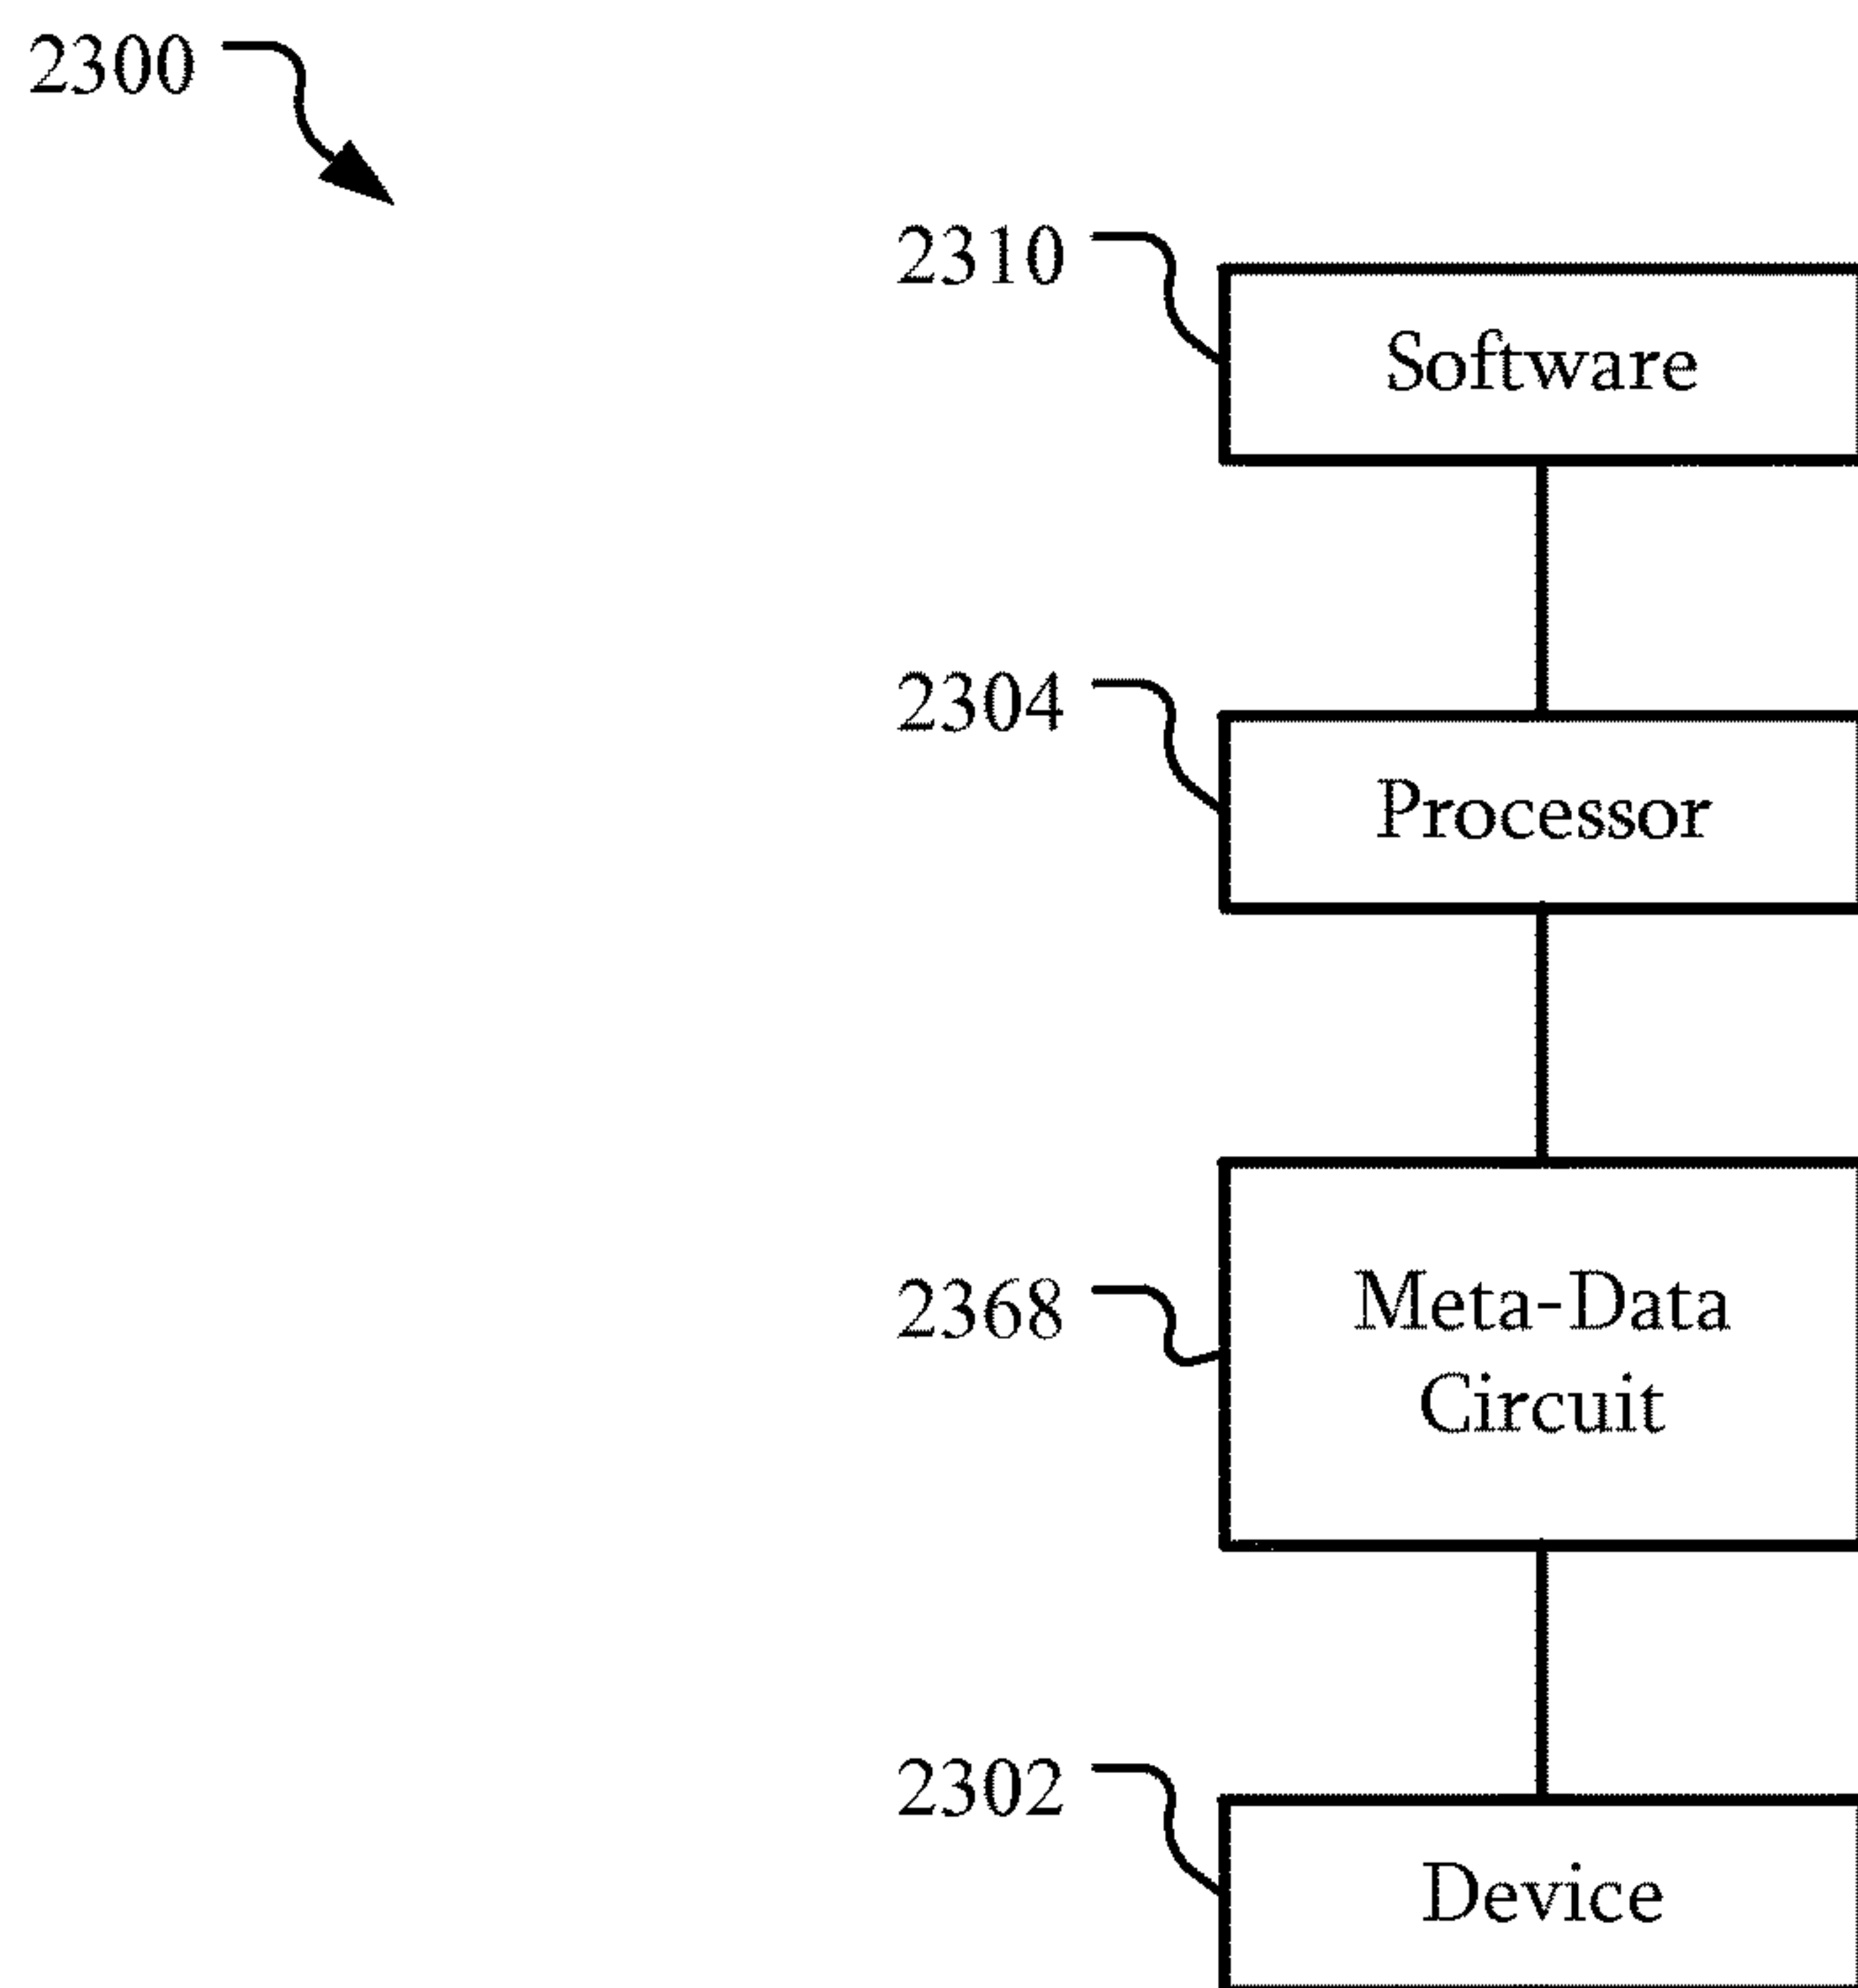 2300
2310
Software
2304
Processor
2368
Meta-Data
Circuit
2302
Device